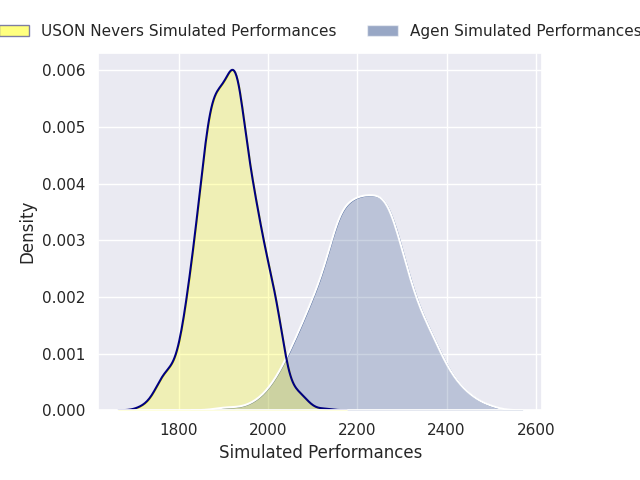 USON Nevers Simulated Performances Agen Simulated Performances
0.006
0.005
0.004
0.003
0.002
0.001
0.000
Density
1800 2000 2200 2400 2600
Simulated Performances